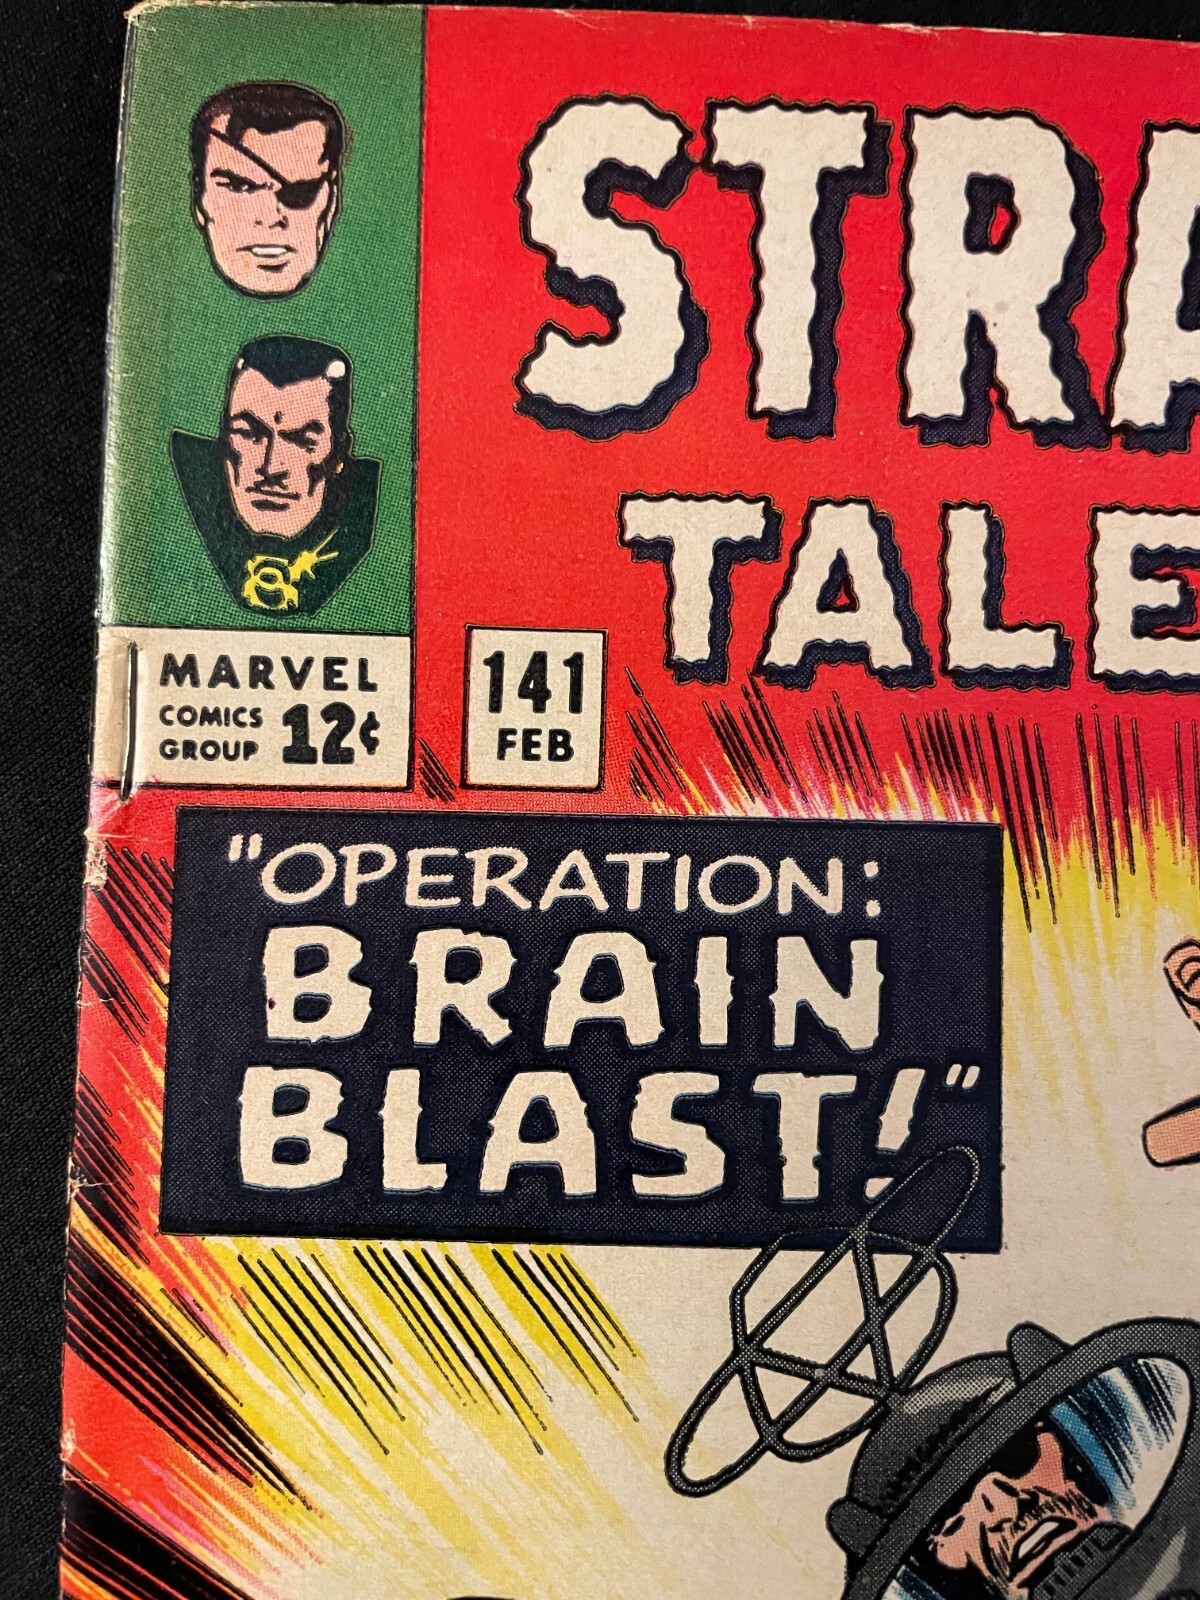 STRA
TALE
MARVEL
COMICS
GROUP 12¢
141
FEB
"OPERATION:
BRAIN
BLAST!"